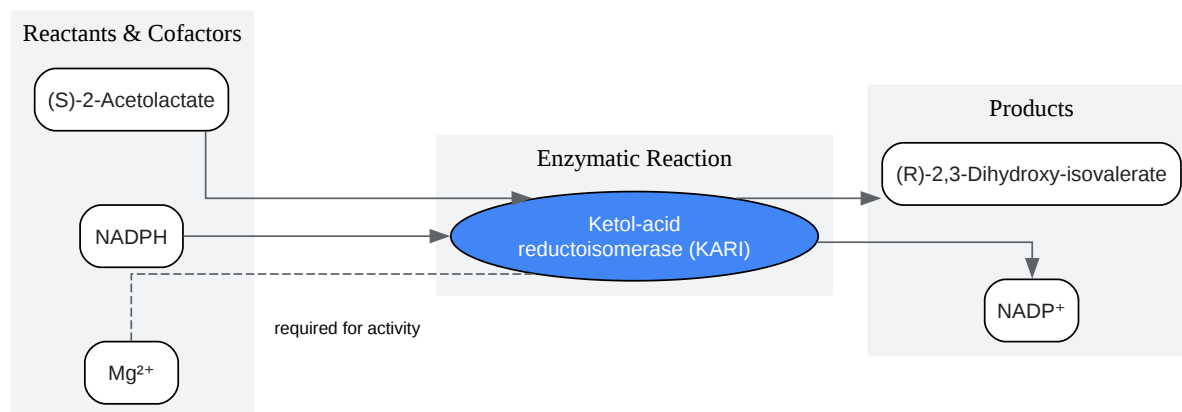 Reactants & Cofactors
(S)-2-Acetolactate
NADPH
Mg²⁺
required for activity
Enzymatic Reaction
Ketol-acid
reductoisomerase (KARI)
Products
(R)-2,3-Dihydroxy-isovalerate
NADP⁺